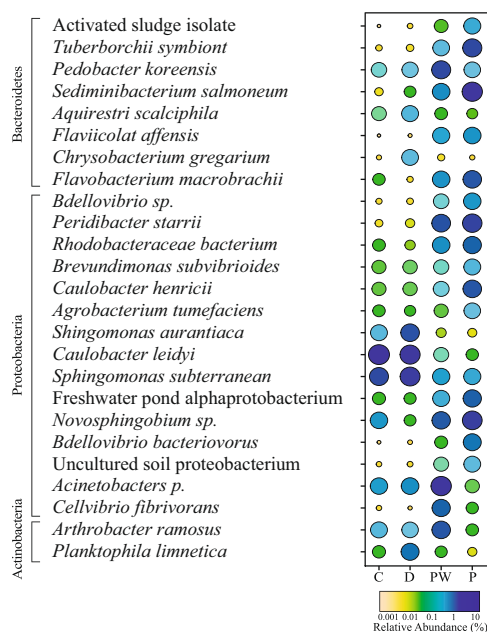 Bacteroidetes
Activated sludge isolate
Tuberborchii symbiont
Pedobacter koreensis
Sediminibacterium salmoneum
Aquirestri scalciphila
Flaviicolat affensis
Chrysobacterium gregarium
Flavobacterium macrobrachii
Proteobacteria
Bdellovibrio sp.
Peridibacter starrii
Rhodobacteraceae bacterium
Brevundimonas subvibrioides
Caulobacter henricii
Agrobacterium tumefaciens
Shingomonas aurantiaca
Caulobacter leidyi
Sphingomonas subterranean
Freshwater pond alphaprotobacterium
Novosphingobium sp.
Bdellovibrio bacteriovorus
Uncultured soil proteobacterium
Acinetobacters p.
Cellvibrio fibrivorans
Actinobacteria
Arthrobacter ramosus
Planktophila limnetica
C D PW P
0.001 0.01 0.1 1 10
Relative Abundance (%)